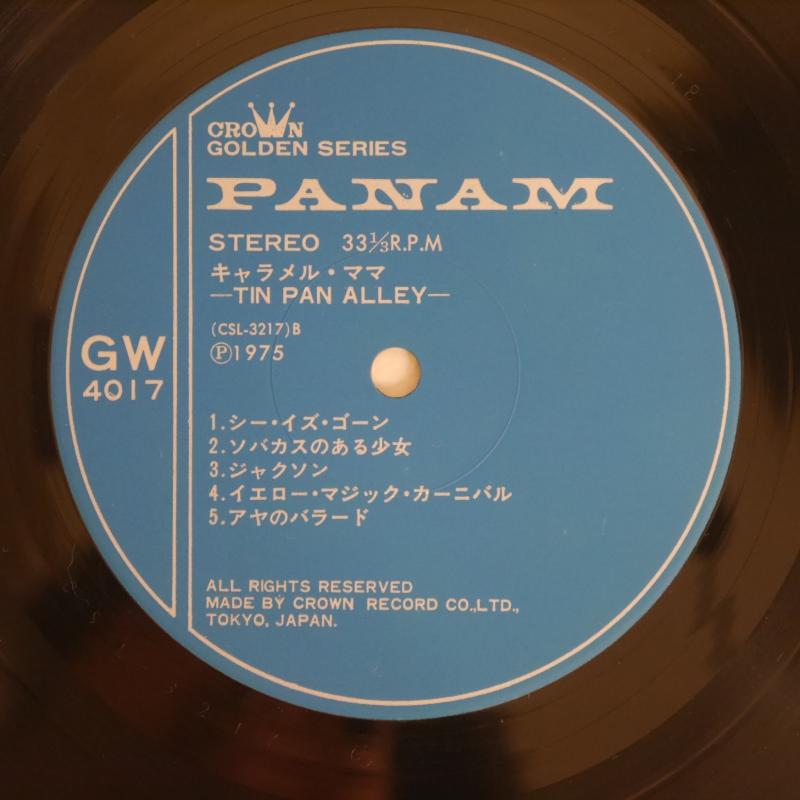 CROWN
GOLDEN SERIES
PANAM
STEREO 33⅓R.P.M
キャラメル・ママ
—TIN PAN ALLEY—
(CSL-3217)B
Ⓟ1975
GW
4017
1.シー・イズ・ゴーン
2.ソバカスのある少女
3.ジャクソン
4.イエロー・マジック・カーニバル
5.アヤのバラード
ALL RIGHTS RESERVED
MADE BY CROWN RECORD CO.,LTD.,
TOKYO, JAPAN.